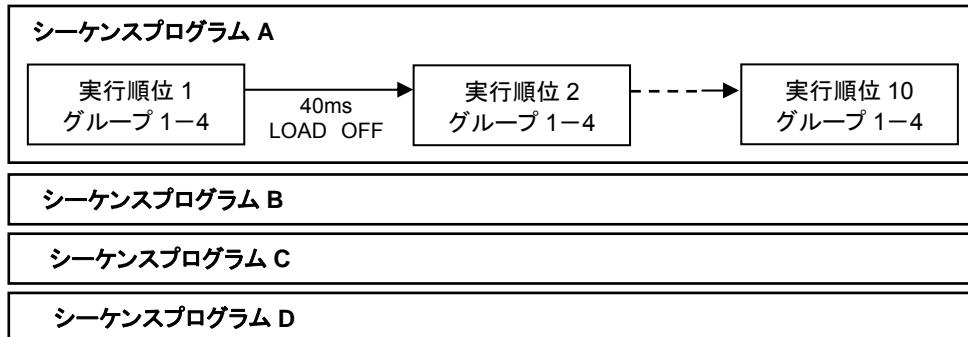 シーケンスプログラム A
実行順位 1
グループ 1－4
40ms
LOAD OFF
実行順位 2
グループ 1－4
実行順位 10
グループ 1－4
シーケンスプログラム B
シーケンスプログラム C
シーケンスプログラム D